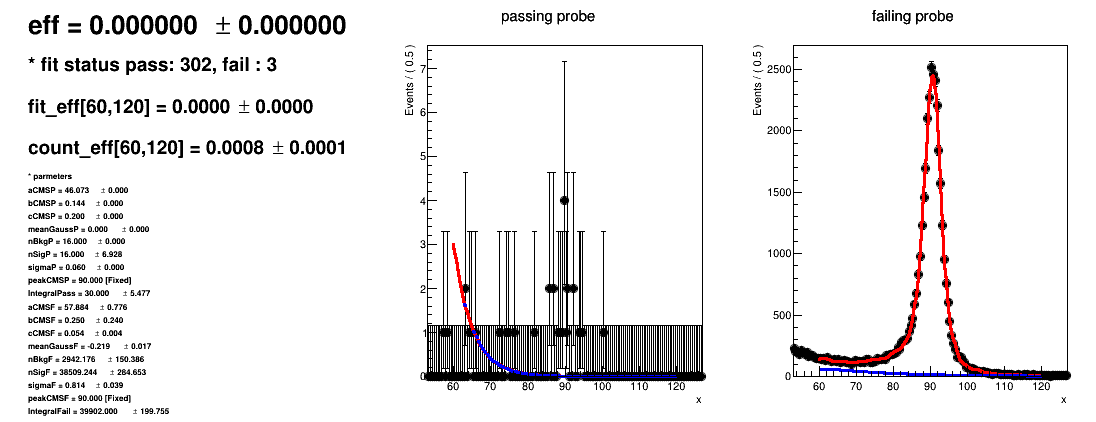 eff = 0.000000 ± 0.000000
* fit status pass: 302, fail : 3
fit_eff[60,120] = 0.0000 ± 0.0000
count_eff[60,120] = 0.0008 ± 0.0001
* parmeters
aCMSP = 46.073 ± 0.000
bCMSP = 0.144 ± 0.000
cCMSP = 0.200 ± 0.000
meanGaussP = 0.000 ± 0.000
nBkgP = 16.000 ± 0.000
nSigP = 16.000 ± 6.928
sigmaP = 0.060 ± 0.000
peakCMSP = 90.000 [Fixed]
IntegralPass = 30.000 ± 5.477
aCMSF = 57.884 ± 0.776
bCMSF = 0.250 ± 0.240
cCMSF = 0.054 ± 0.004
meanGaussF = -0.219 ± 0.017
nBkgF = 2942.176 ± 150.386
nSigF = 38509.244 ± 284.653
sigmaF = 0.814 ± 0.039
peakCMSF = 90.000 [Fixed]
IntegralFail = 39902.000 ± 199.755
passing probe
Events / ( 0.5 )
7
6
5
4
3
2
1
0
60 70 80 90 100 110 120
x
failing probe
Events / ( 0.5 )
2500
2000
1500
1000
500
0
60 70 80 90 100 110 120
x